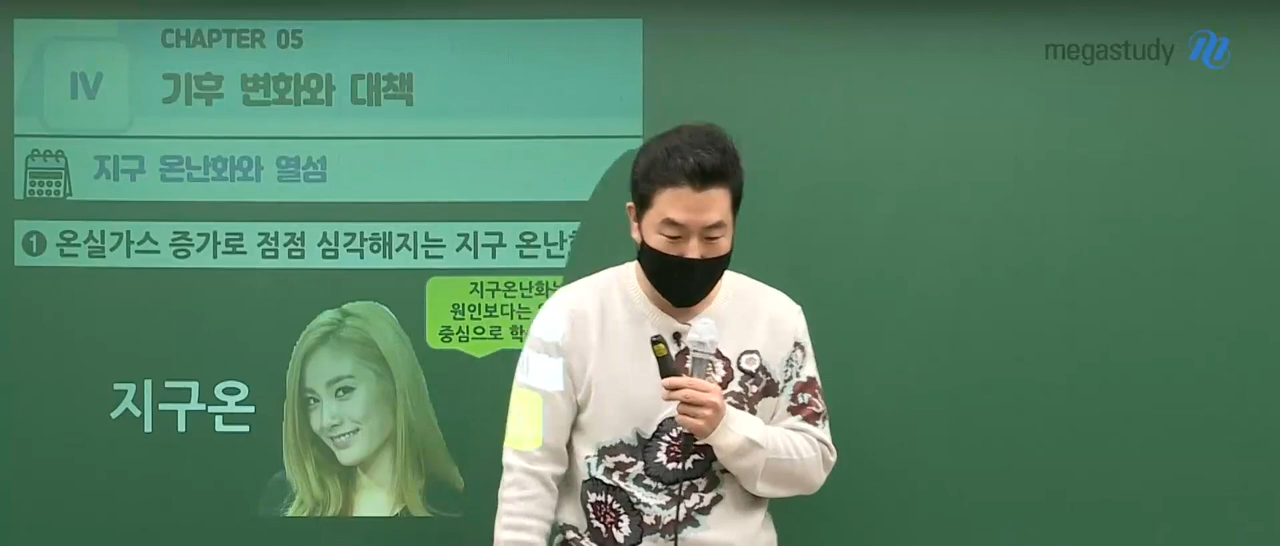 CHAPTER 05
IV
기후 변화와 대책
megastudy
지구 온난화와 열섬
1 온실가스 증가로 점점 심각해지는 지구 온난
지구온난화는
원인보다는
중심으로
지구온